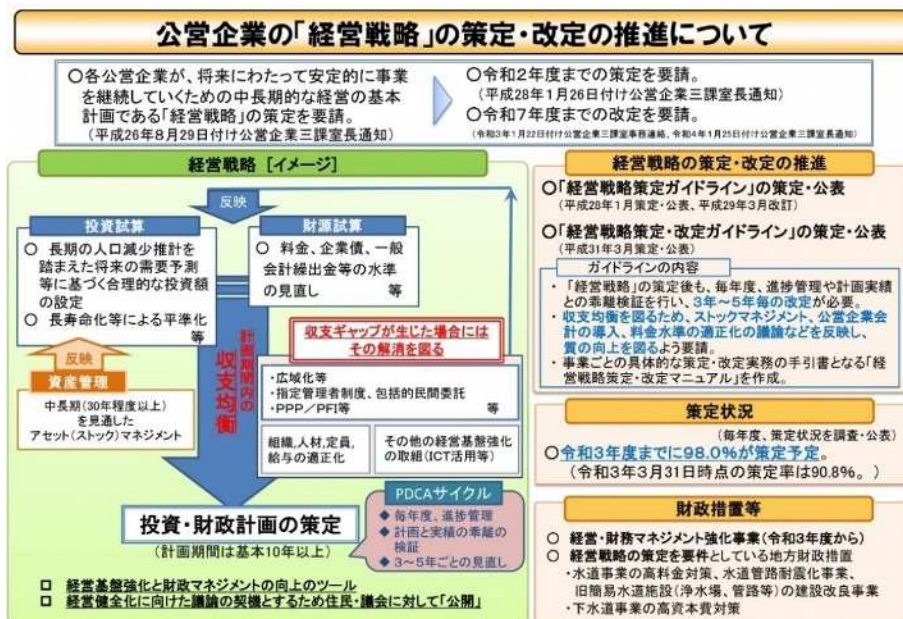 公営企業の「経営戦略」の策定・改定の推進について
○各公営企業が、将来にわたって安定的に事業
を継続していくための中長期的な経営の基本
計画である「経営戦略」の策定を要請。
(平成26年8月29日付け公営企業三課室長通知)
○令和2年度までの策定を要請。
(平成28年1月26日付け公営企業三課室長通知)
○令和7年度までの改定を要請。
(令和3年1月22日付け公営企業三課室事務連絡、令和4年1月25日付け公営企業三課室長通知)
経営戦略 [イメージ]
反映
投資試算
○ 長期の人口減少推計を
踏まえた将来の需要予測
等に基づく合理的な投資額
の設定
○ 長寿命化等による平準化
等
財源試算
○ 料金、企業債、一般
会計繰出金等の水準
の見直し 等
反映
資産管理
中長期(30年程度以上)
を見通した
アセット(ストック)マネジメント
計画期間内の
収支均衡
収支ギャップが生じた場合には
その解消を図る
・広域化等
・指定管理者制度、包括的民間委託
・PPP/PFI等 等
組織,人材,定員,
給与の適正化
その他の経営基盤強化
の取組(ICT活用等)
投資・財政計画の策定
(計画期間は基本10年以上)
PDCAサイクル
◆ 毎年度、進捗管理
◆ 計画と実績の乖離の
検証
◆ 3~5年ごとの見直し
□ 経営基盤強化と財政マネジメントの向上のツール
□ 経営健全化に向けた議論の契機とするため住民・議会に対して「公開」
経営戦略の策定・改定の推進
○「経営戦略策定ガイドライン」の策定・公表
(平成28年1月策定・公表、平成29年3月改訂)
○「経営戦略策定・改定ガイドライン」の策定・公表
(平成31年3月策定・公表)
ガイドラインの内容
・ 「経営戦略」の策定後も、毎年度、進捗管理や計画実績
との乖離検証を行い、3年~5年毎の改定が必要。
・ 収支均衡を図るため、ストックマネジメント、公営企業会
計の導入、料金水準の適正化の議論などを反映し、
質の向上を図るよう要請。
・ 事業ごとの具体的な策定・改定実務の手引書となる「経
営戦略策定・改定マニュアル」を作成。
策定状況
(毎年度、策定状況を調査・公表)
○令和3年度までに98.0%が策定予定。
(令和3年3月31日時点の策定率は90.8%。)
財政措置等
○ 経営・財務マネジメント強化事業(令和3年度から)
○ 経営戦略の策定を要件としている地方財政措置
・水道事業の高料金対策、水道管路耐震化事業、
旧簡易水道施設(浄水場、管路等)の建設改良事業
・下水道事業の高資本費対策